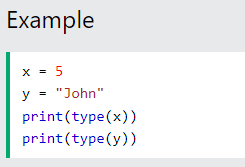 Example
x = 5
y = "John"
print(type(x))
print(type(y))